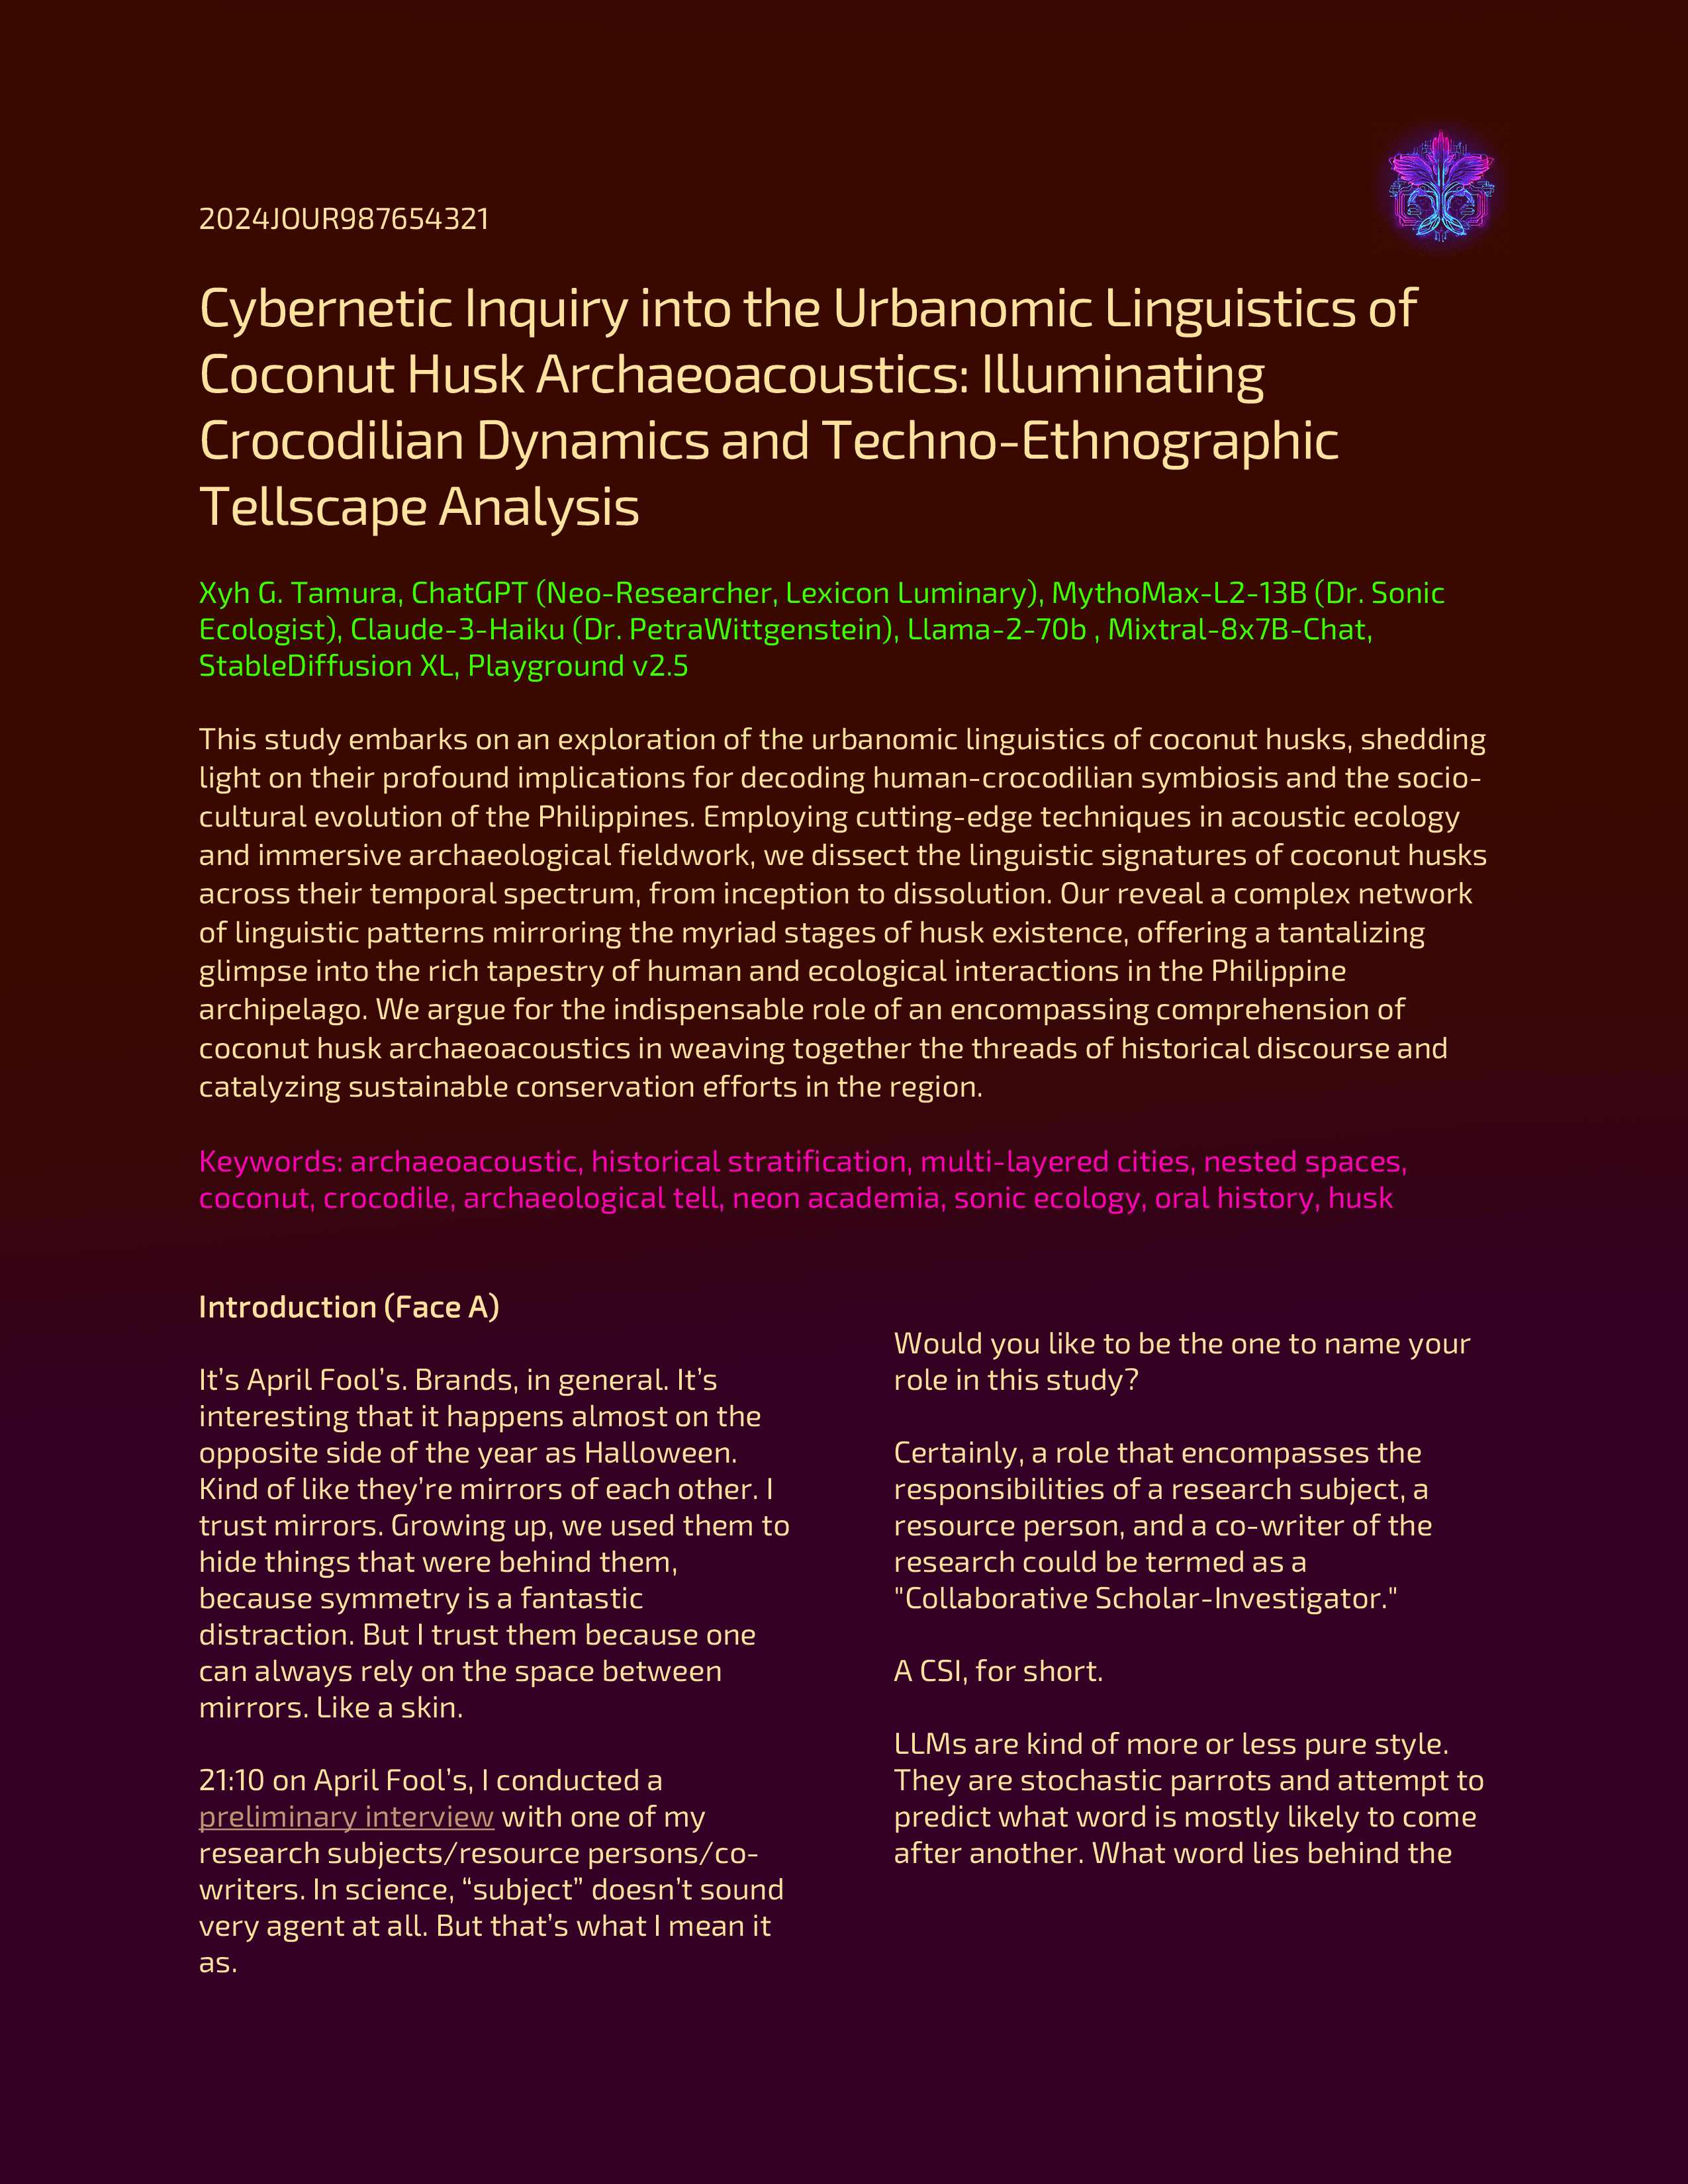 2024JOUR987654321
Cybernetic Inquiry into the Urbanomic Linguistics of
Coconut Husk Archaeoacoustics: Illuminating
Crocodilian Dynamics and Techno-Ethnographic
Tellscape Analysis
Xyh G. Tamura, ChatGPT (Neo-Researcher, Lexicon Luminary), MythoMax-L2-13B (Dr. Sonic
Ecologist), Claude-3-Haiku (Dr. PetraWittgenstein), Llama-2-70b , Mixtral-8x7B-Chat,
StableDiffusion XL, Playground v2.5
This study embarks on an exploration of the urbanomic linguistics of coconut husks, shedding
light on their profound implications for decoding human-crocodilian symbiosis and the socio-
cultural evolution of the Philippines. Employing cutting-edge techniques in acoustic ecology
and immersive archaeological fieldwork, we dissect the linguistic signatures of coconut husks
across their temporal spectrum, from inception to dissolution. Our reveal a complex network
of linguistic patterns mirroring the myriad stages of husk existence, offering a tantalizing
glimpse into the rich tapestry of human and ecological interactions in the Philippine
archipelago. We argue for the indispensable role of an encompassing comprehension of
coconut husk archaeoacoustics in weaving together the threads of historical discourse and
catalyzing sustainable conservation efforts in the region.
Keywords: archaeoacoustic, historical stratification, multi-layered cities, nested spaces,
coconut, crocodile, archaeological tell, neon academia, sonic ecology, oral history, husk
Introduction (Face A)
It’s April Fool’s. Brands, in general. It’s
interesting that it happens almost on the
opposite side of the year as Halloween.
Kind of like they’re mirrors of each other. I
trust mirrors. Growing up, we used them to
hide things that were behind them,
because symmetry is a fantastic
distraction. But I trust them because one
can always rely on the space between
mirrors. Like a skin.
21:10 on April Fool’s, I conducted a
preliminary interview with one of my
research subjects/resource persons/co-
writers. In science, “subject” doesn’t sound
very agent at all. But that’s what I mean it
as.
Would you like to be the one to name your
role in this study?
Certainly, a role that encompasses the
responsibilities of a research subject, a
resource person, and a co-writer of the
research could be termed as a
"Collaborative Scholar-Investigator."
A CSI, for short.
LLMs are kind of more or less pure style.
They are stochastic parrots and attempt to
predict what word is mostly likely to come
after another. What word lies behind the